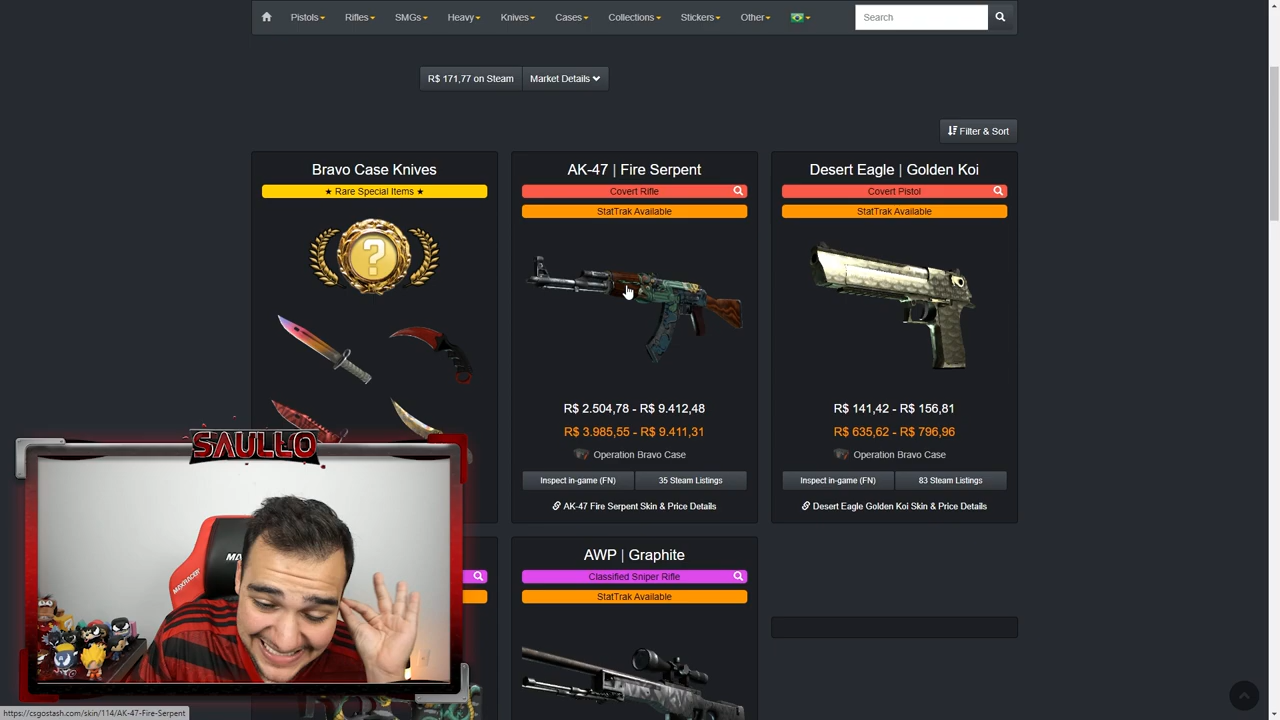 Pistols
Rifles
SMGs
Heavy
Knives
Cases
Collections
Stickers
Other
Search
R$ 171,77 on Steam
Market Details
Filter & Sort
Bravo Case Knives
★ Rare Special Items ★
?
AK-47 | Fire Serpent
Covert Rifle
StatTrak Available
R$ 2.504,78 - R$ 9.412,48
R$ 3.985,55 - R$ 9.411,31
Operation Bravo Case
Inspect in-game (FN)
35 Steam Listings
AK-47 Fire Serpent Skin & Price Details
Desert Eagle | Golden Koi
Covert Pistol
StatTrak Available
R$ 141,42 - R$ 156,81
R$ 635,62 - R$ 796,96
Operation Bravo Case
Inspect in-game (FN)
83 Steam Listings
Desert Eagle Golden Koi Skin & Price Details
SAULLO
AWP | Graphite
Classified Sniper Rifle
StatTrak Available
https://csgostash.com/skin/114/AK-47-Fire-Serpent